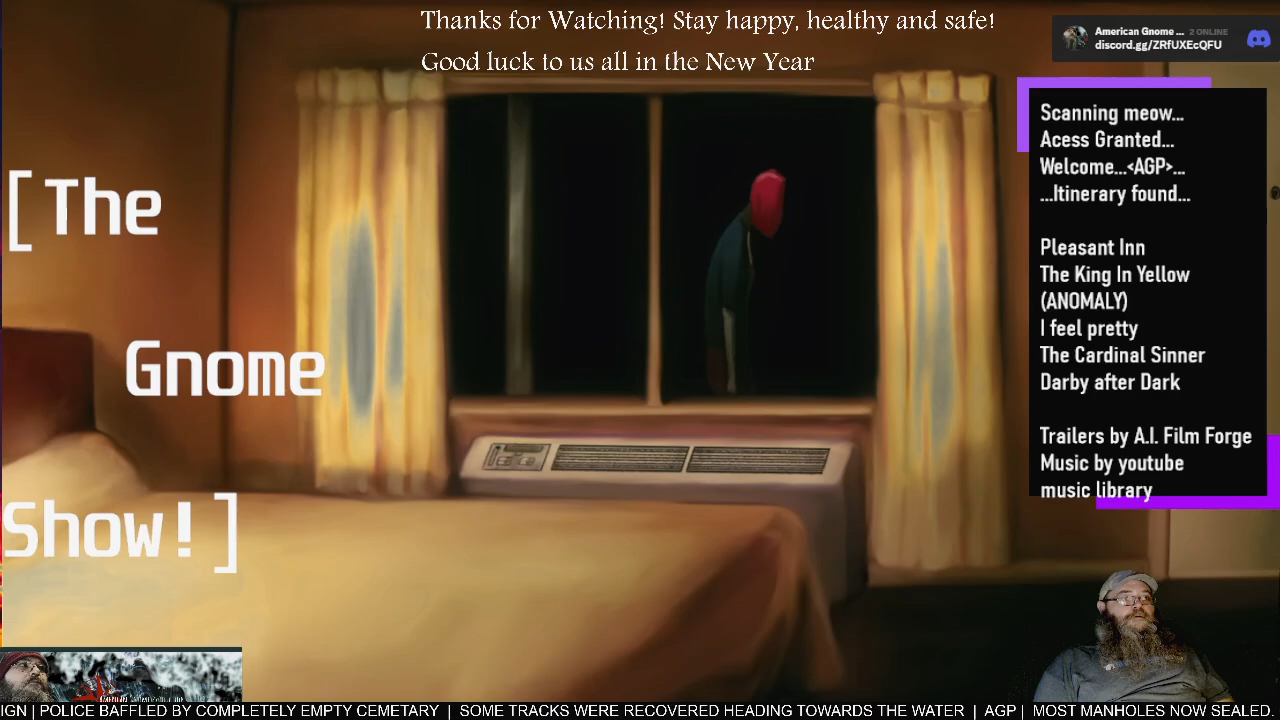 Thanks for Watching! Stay happy, healthy and safe!
Good luck to us all in the New Year
American Gnome ... 2 ONLINE
discord.gg/ZRfUXEcQFU
[The
Gnome
Show!]
Scanning meow...
Acess Granted...
Welcome...<AGP>...
...Itinerary found...
Pleasant Inn
The King In Yellow
(ANOMALY)
I feel pretty
The Cardinal Sinner
Darby after Dark
Trailers by A.I. Film Forge
Music by youtube
music library
IGN | POLICE BAFFLED BY COMPLETELY EMPTY CEMETARY | SOME TRACKS WERE RECOVERED HEADING TOWARDS THE WATER | AGP | MOST MANHOLES NOW SEALED.